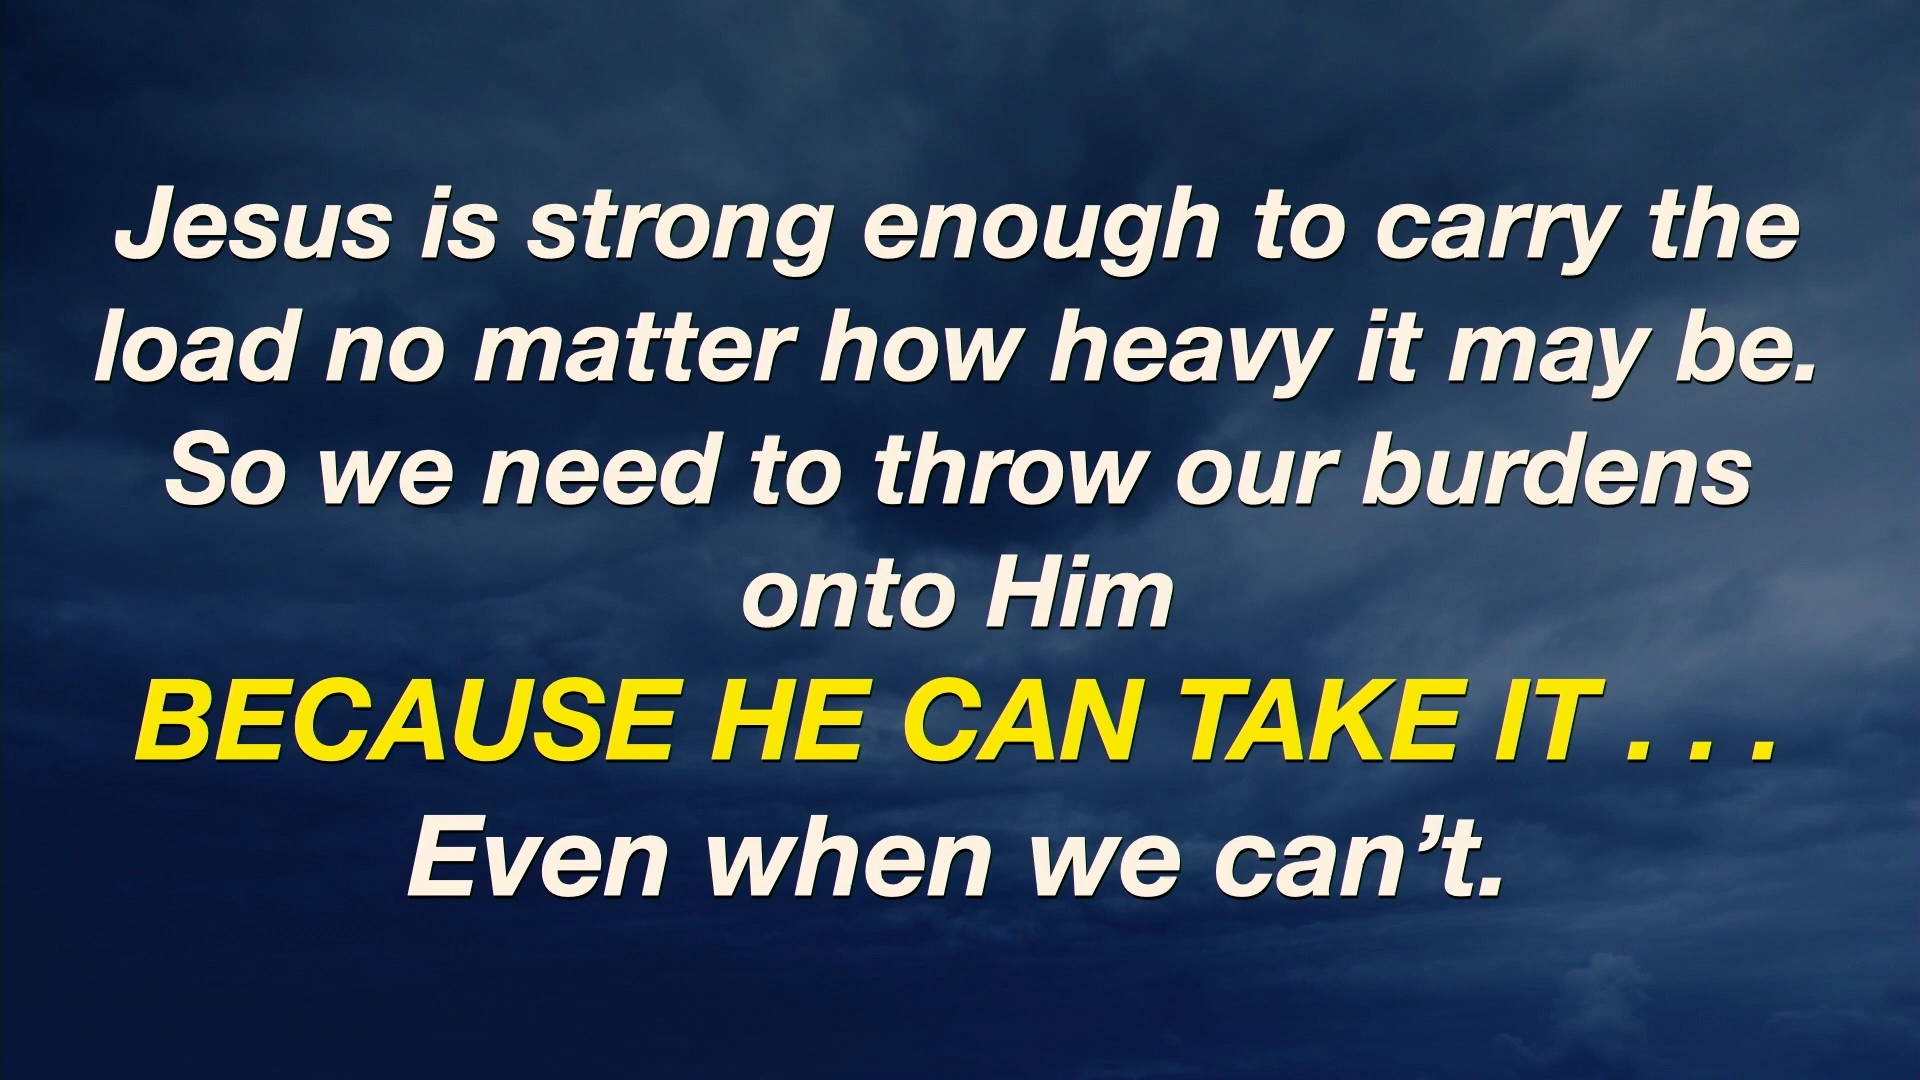 Jesus is strong enough to carry the
load no matter how heavy it may be.
So we need to throw our burdens
onto Him
BECAUSE HE CAN TAKE IT . . .
Even when we can’t.